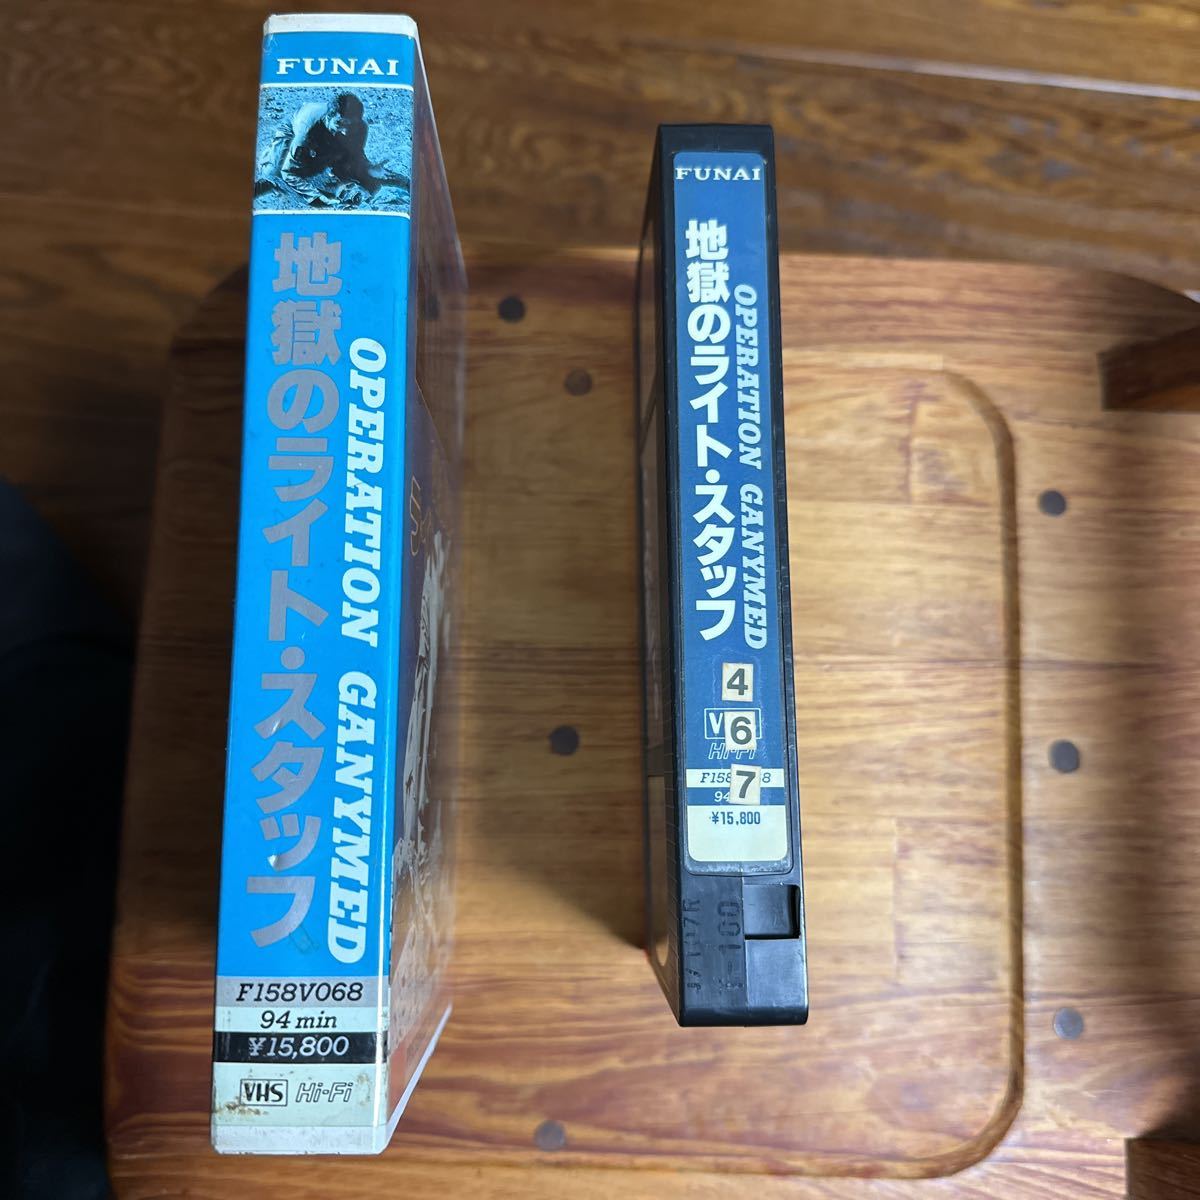 FUNAI
地獄のライト・スタッフ
OPERATION GANYMED
F158V068
94 min
¥15,800
VHS Hi-Fi
FUNAI
地獄のライト・スタッフ
OPERATION GANYMED
4
6
7
Hi-Fi
¥15,800